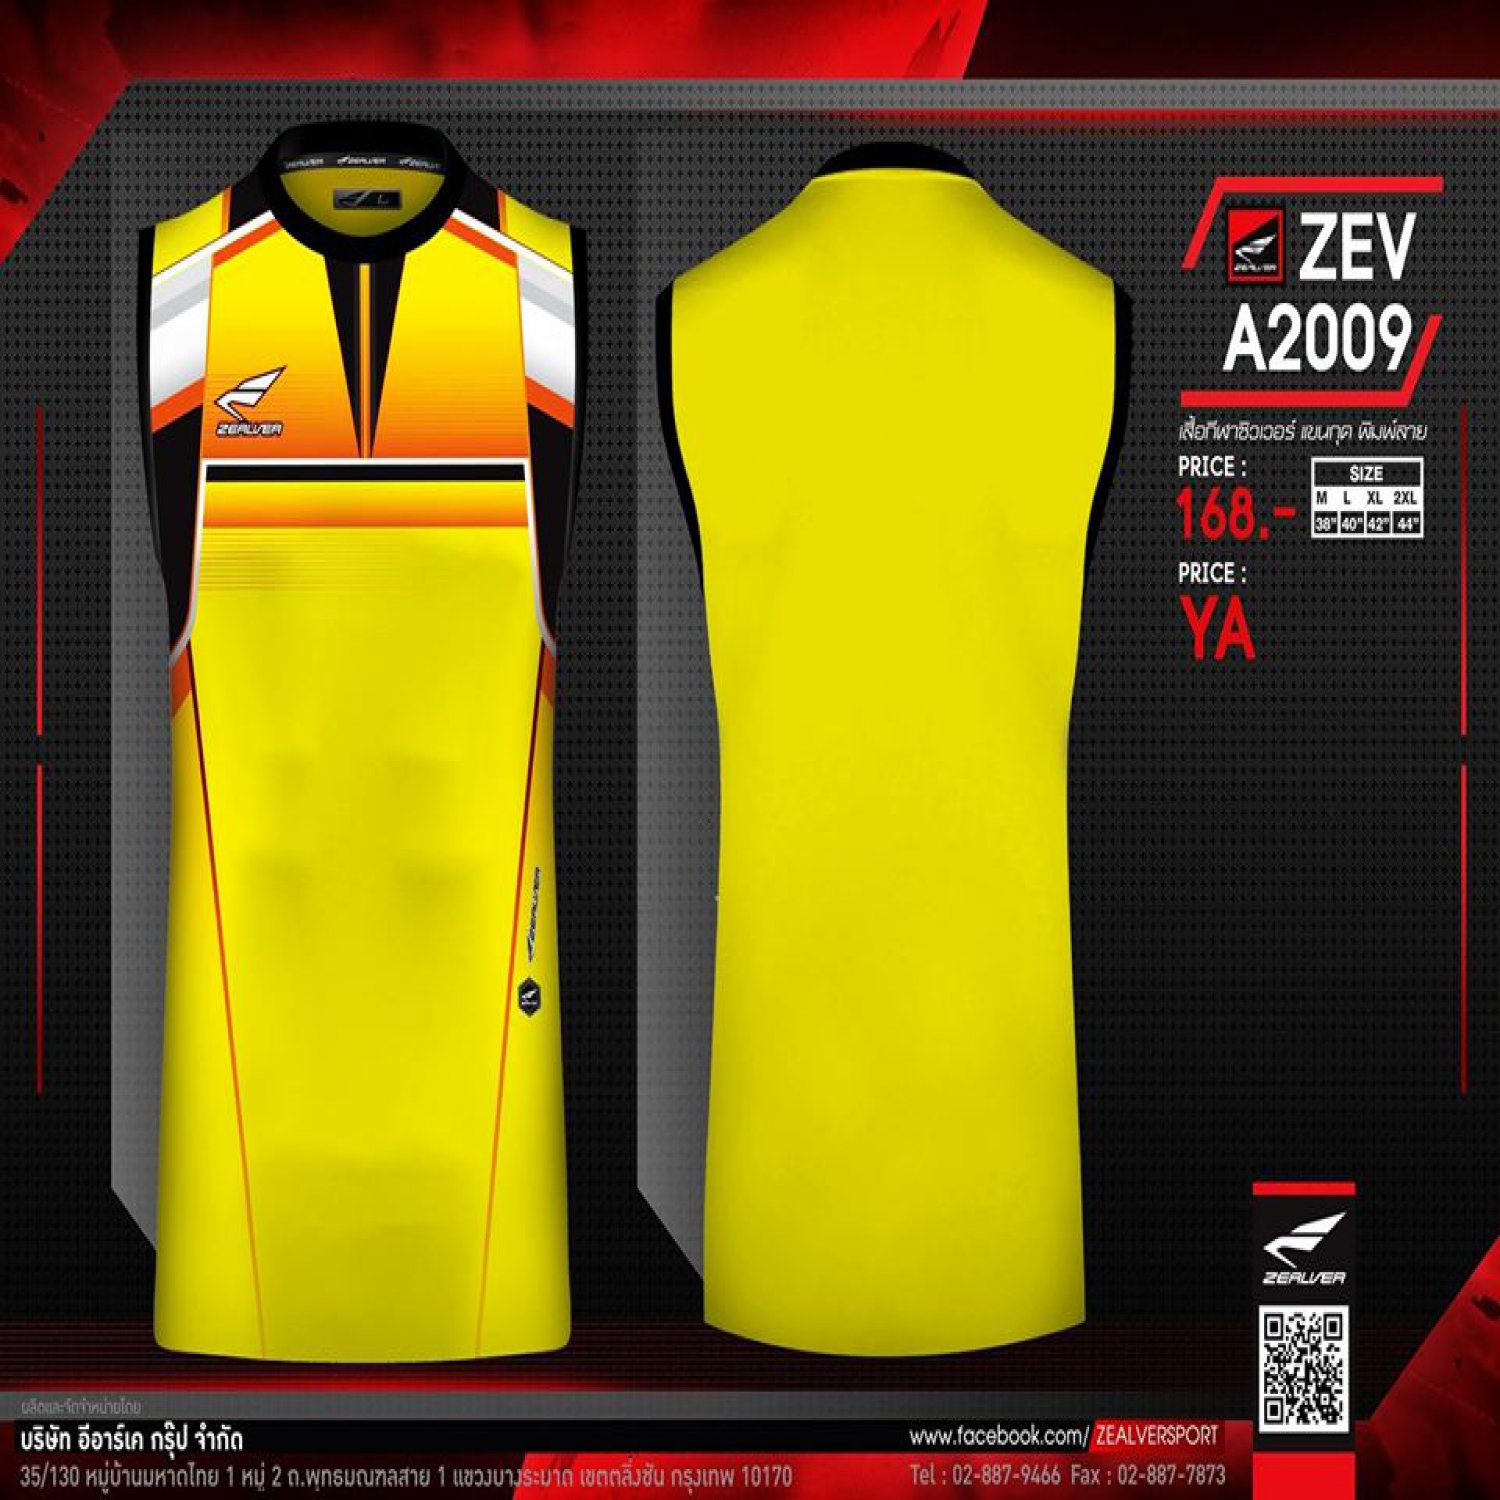 ZEALVER ZEALVER ZEALVER
L
ZEALVER
ZEALVER
ZEALVER
ZEV
A2009
เสื้อกีฬาซิวเวอร์ แขนกุด พิมพ์ลาย
PRICE :
168.-
SIZE
M L XL 2XL
38" 40" 42" 44"
PRICE :
YA
ZEALVER
ผลิตและจัดจำหน่ายโดย
บริษัท อีอาร์เค กรุ๊ป จำกัด
35/130 หมู่บ้านมหาดไทย 1 หมู่ 2 ถ.พุทธมณฑลสาย 1 แขวงบางระมาด เขตตลิ่งชัน กรุงเทพ 10170
www.facebook.com/ ZEALVERSPORT
Tel : 02-887-9466 Fax : 02-887-7873